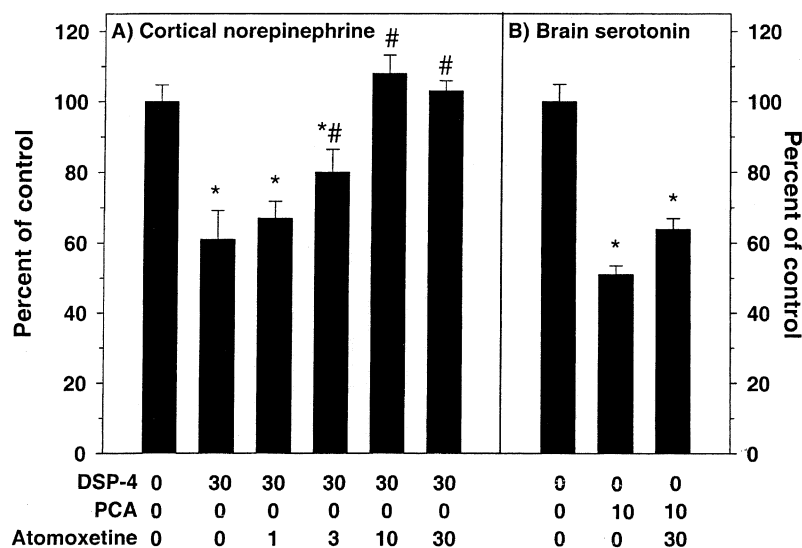 A) Cortical norepinephrine
B) Brain serotonin
Percent of control
120
100
80
60
40
20
0
* * *# # #
* *
120
100
80
60
40
20
0
Percent of control
DSP-4 0 30 30 30 30 30 0 0 0
PCA 0 0 0 0 0 0 0 10 10
Atomoxetine 0 0 1 3 10 30 0 0 30